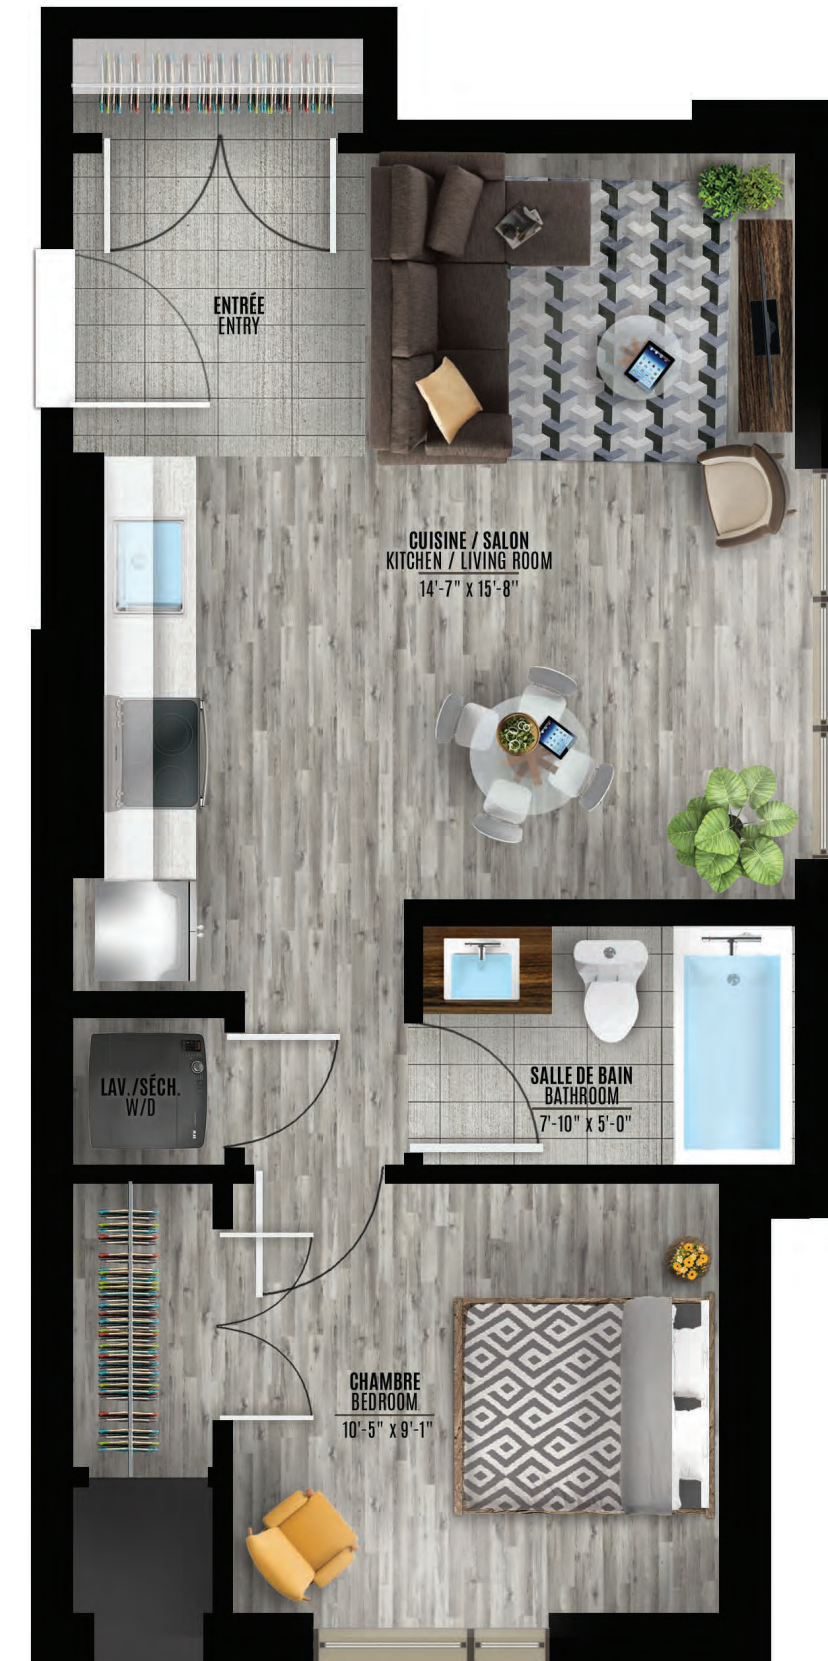 ENTRÉE
ENTRY
CUISINE / SALON
KITCHEN / LIVING ROOM
14'-7" X 15'-8"
SALLE DE BAIN
BATHROOM
7'-10" X 5'-0"
LAV./SÉCH.
W/D
CHAMBRE
BEDROOM
10'-5" X 9'-1"